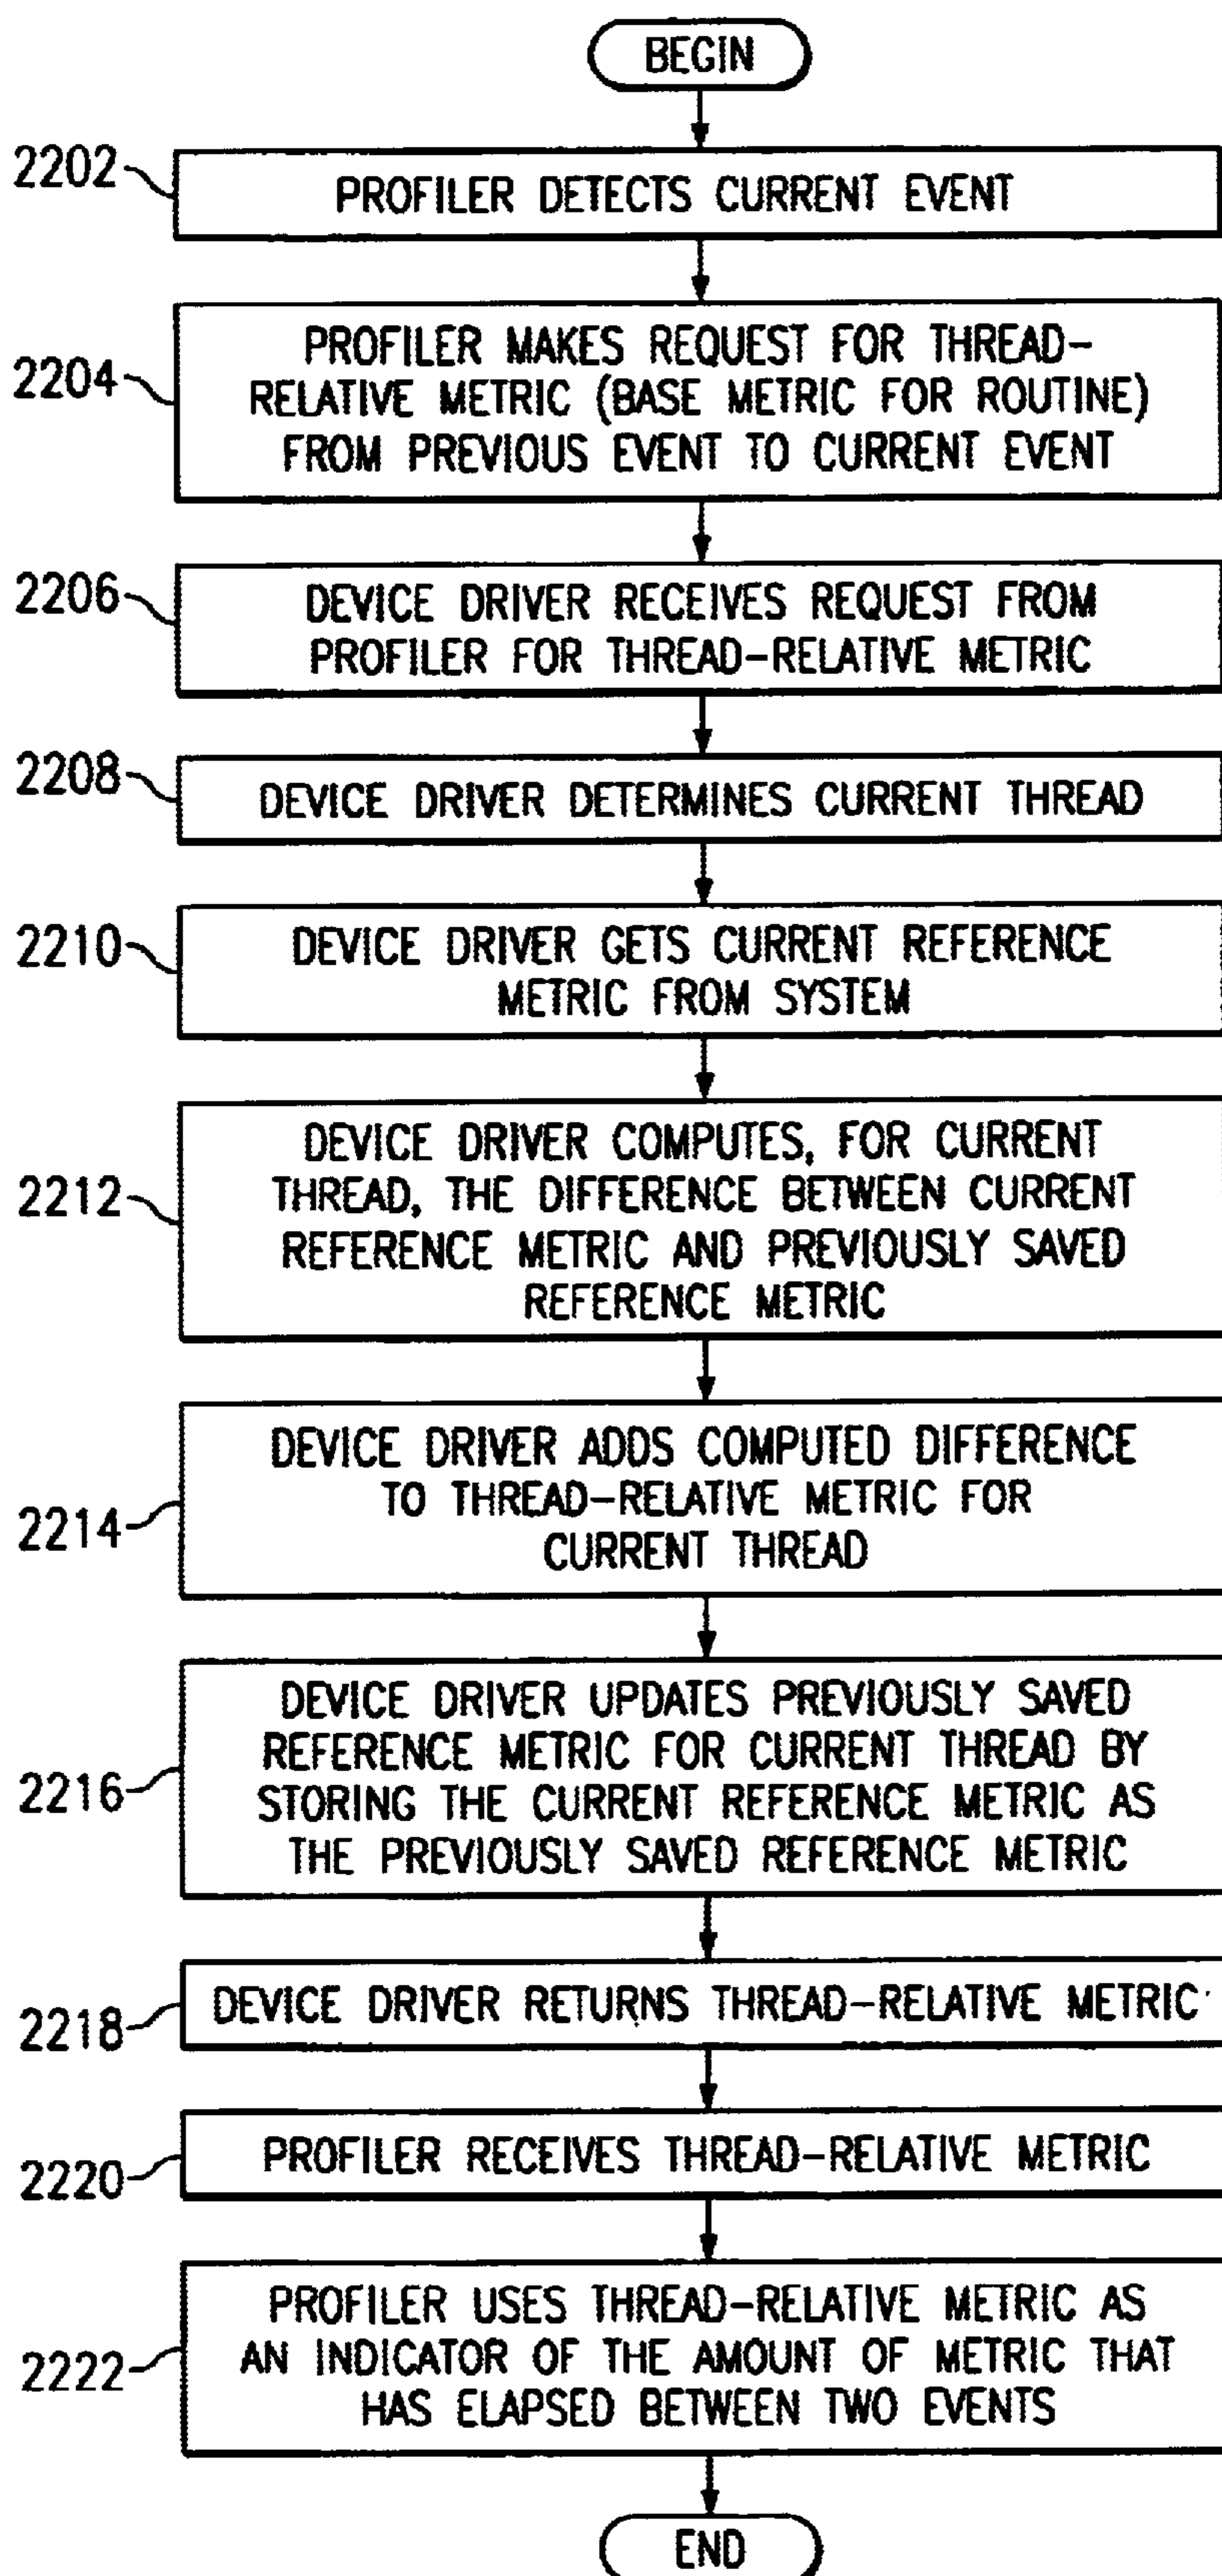 BEGIN
2202
PROFILER DETECTS CURRENT EVENT
2204
PROFILER MAKES REQUEST FOR THREAD-
RELATIVE METRIC (BASE METRIC FOR ROUTINE)
FROM PREVIOUS EVENT TO CURRENT EVENT
2206
DEVICE DRIVER RECEIVES REQUEST FROM
PROFILER FOR THREAD-RELATIVE METRIC
2208
DEVICE DRIVER DETERMINES CURRENT THREAD
2210
DEVICE DRIVER GETS CURRENT REFERENCE
METRIC FROM SYSTEM
2212
DEVICE DRIVER COMPUTES, FOR CURRENT
THREAD, THE DIFFERENCE BETWEEN CURRENT
REFERENCE METRIC AND PREVIOUSLY SAVED
REFERENCE METRIC
2214
DEVICE DRIVER ADDS COMPUTED DIFFERENCE
TO THREAD-RELATIVE METRIC FOR
CURRENT THREAD
2216
DEVICE DRIVER UPDATES PREVIOUSLY SAVED
REFERENCE METRIC FOR CURRENT THREAD BY
STORING THE CURRENT REFERENCE METRIC AS
THE PREVIOUSLY SAVED REFERENCE METRIC
2218
DEVICE DRIVER RETURNS THREAD-RELATIVE METRIC
2220
PROFILER RECEIVES THREAD-RELATIVE METRIC
2222
PROFILER USES THREAD-RELATIVE METRIC AS
AN INDICATOR OF THE AMOUNT OF METRIC THAT
HAS ELAPSED BETWEEN TWO EVENTS
END